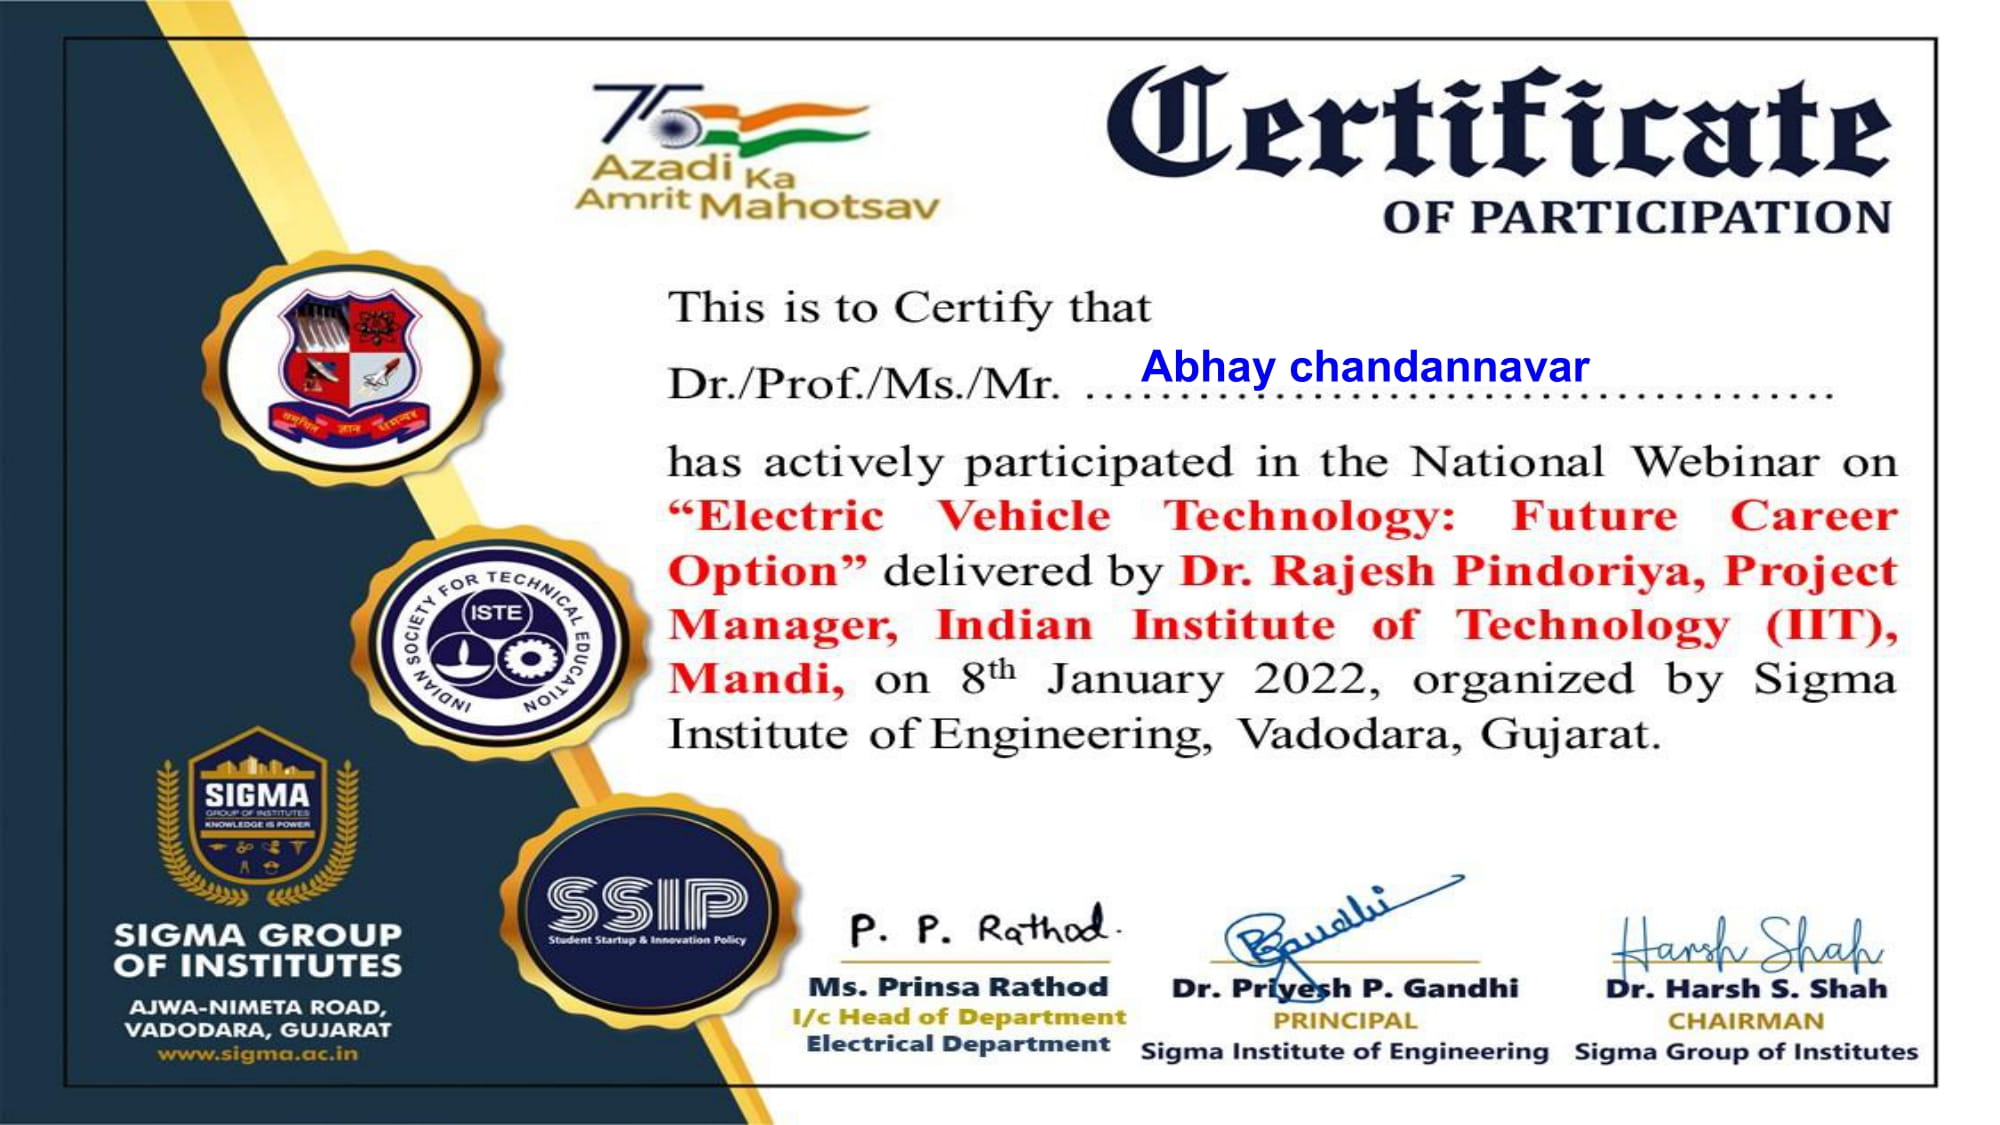 75
Azadi Ka
Amrit Mahotsav
Certificate
OF PARTICIPATION
This is to Certify that
Dr./Prof./Ms./Mr. Abhay chandannavar
has actively participated in the National Webinar on
“Electric Vehicle Technology: Future Career
Option” delivered by Dr. Rajesh Pindoriya, Project
Manager, Indian Institute of Technology (IIT),
Mandi, on 8th January 2022, organized by Sigma
Institute of Engineering, Vadodara, Gujarat.
INDIAN SOCIETY FOR TECHNICAL EDUCATION
ISTE
SIGMA
GROUP OF INSTITUTES
KNOWLEDGE IS POWER
SIGMA GROUP
OF INSTITUTES
AJWA-NIMETA ROAD,
VADODARA, GUJARAT
www.sigma.ac.in
SSIP
Student Startup & Innovation Policy
P. P. Rathod.
Ms. Prinsa Rathod
I/c Head of Department
Electrical Department
Dr. Priyesh P. Gandhi
PRINCIPAL
Sigma Institute of Engineering
Harsh Shah
Dr. Harsh S. Shah
CHAIRMAN
Sigma Group of Institutes